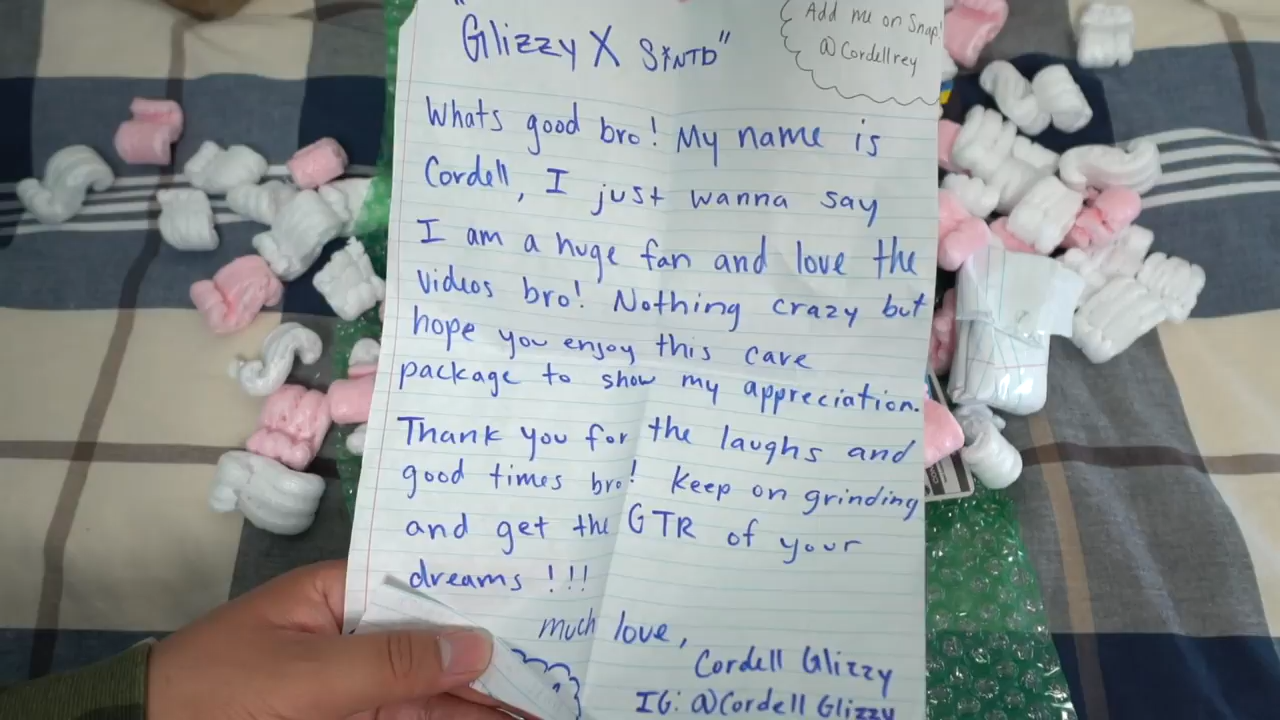 "Glizzy X SINTD"
Add me on Snap!
@Cordellrey
Whats good bro! My name is
Cordell, I just wanna say
I am a huge fan and love the
videos bro! Nothing crazy but
hope you enjoy this care
package to show my appreciation.
Thank you for the laughs and
good times bro! Keep on grinding
and get the GTR of your
dreams !!!
much love,
Cordell Glizzy
IG: @Cordell Glizzy